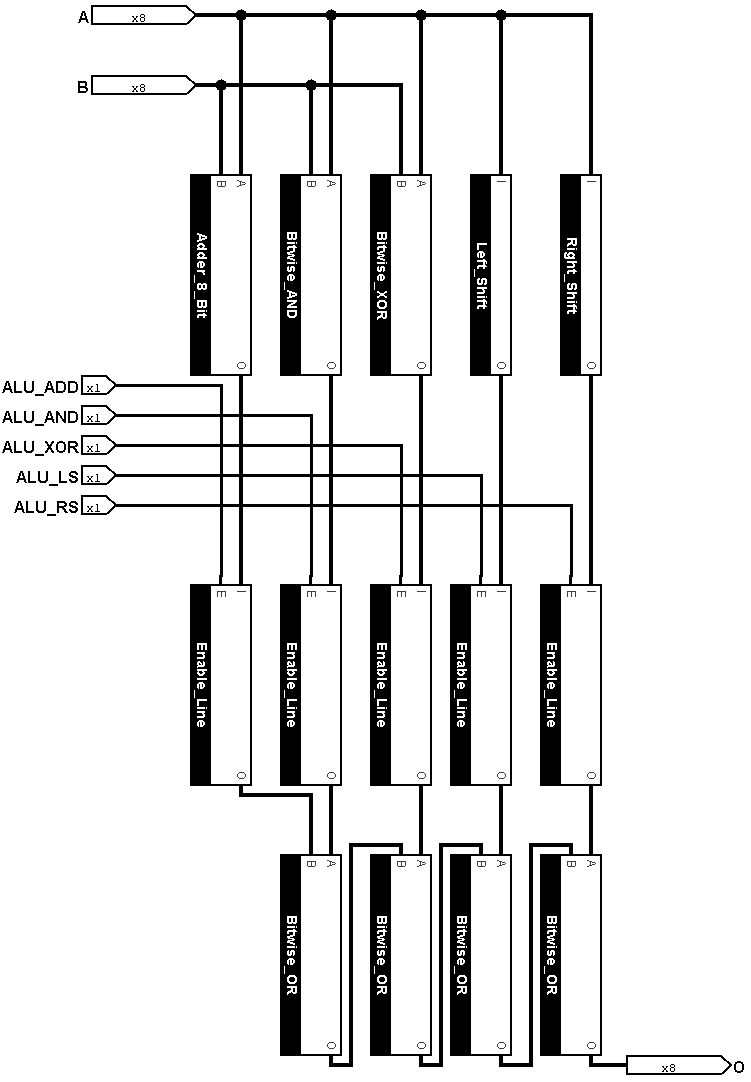 A x8
B x8
A B A B A B I I
Adder_8_Bit Bitwise_AND Bitwise_XOR Left_Shift Right_Shift
O O O O O
ALU_ADD x1
ALU_AND x1
ALU_XOR x1
ALU_LS x1
ALU_RS x1
E I E I E I E I E I
Enable_Line Enable_Line Enable_Line Enable_Line Enable_Line
O O O O O
B A B A B A B A
Bitwise_OR Bitwise_OR Bitwise_OR Bitwise_OR
O O O O
x8 O